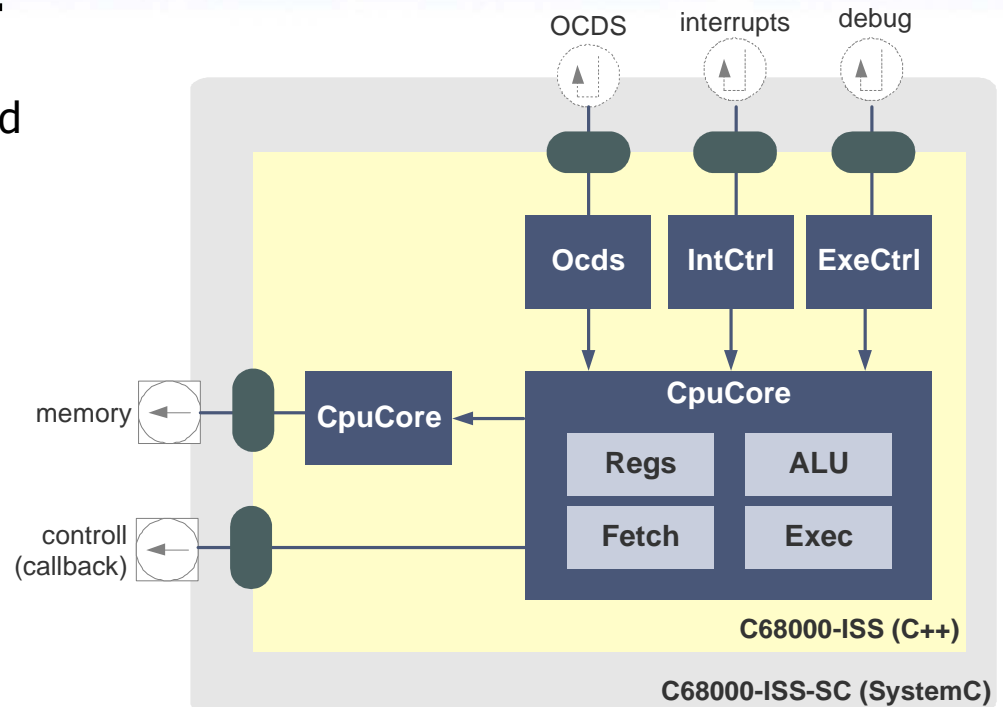 d
OCDS
interrupts
debug
Ocds
IntCtrl
ExeCtrl
memory
CpuCore
CpuCore
Regs
ALU
Fetch
Exec
controll
(callback)
C68000-ISS (C++)
C68000-ISS-SC (SystemC)